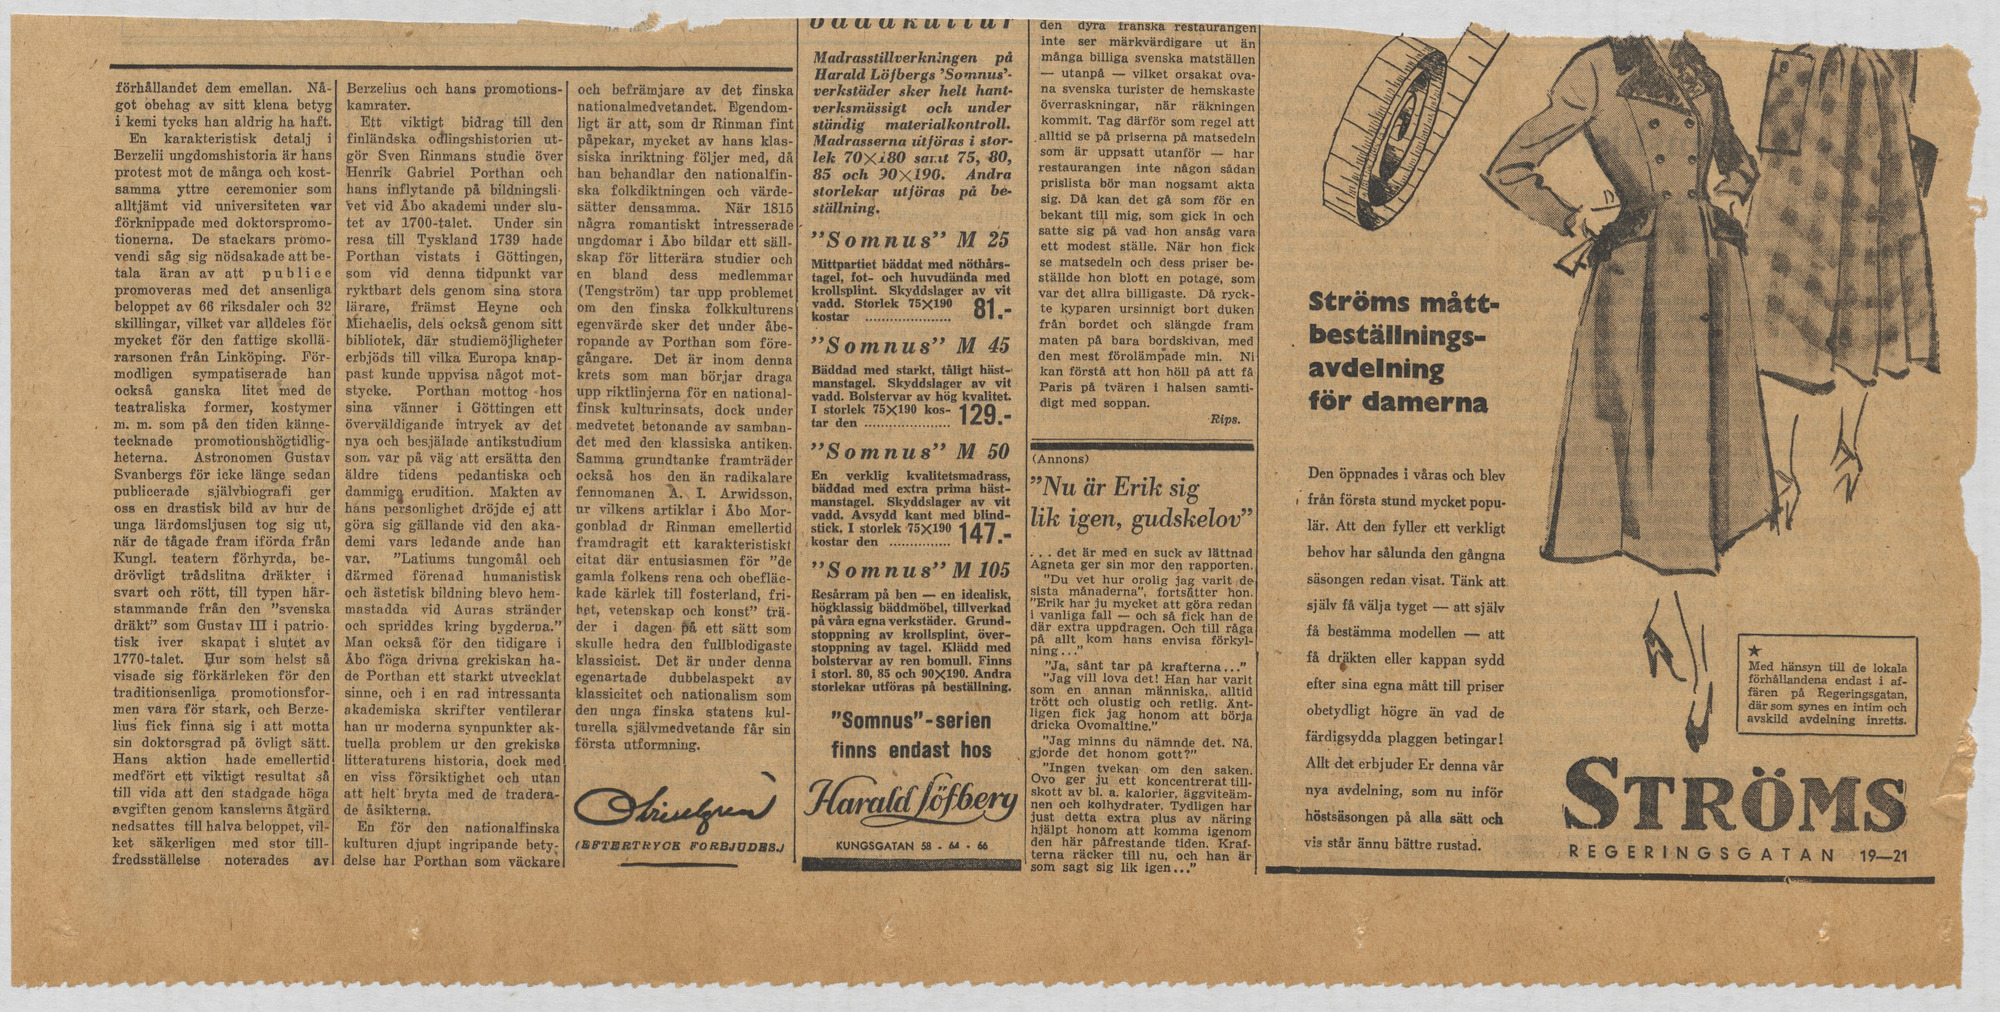 förhållandet dem emellan. Nå-
got obehag av sitt klena betyg
i kemi tycks han aldrig ha haft.
En karakteristisk detalj i
Berzelii ungdomshistoria är hans
protest mot de många och kost-
samma yttre ceremonier som
alltjämt vid universiteten var
förknippade med doktorspromo-
tionerna. De stackars promo-
vendi såg sig nödsakade att be-
tala äran av att publice
promoveras med det ansenliga
beloppet av 66 riksdaler och 32
skillingar, vilket var alldeles för
mycket för den fattige skollä-
rarsonen från Linköping. För-
modligen sympatiserade han
också ganska litet med de
teatraliska former, kostymer
m. m. som på den tiden känne-
tecknade promotionshögtidlig-
heterna. Astronomen Gustav
Svanbergs för icke länge sedan
publicerade självbiografi ger
oss en drastisk bild av hur de
unga lärdomsljusen tog sig ut,
när de tågade fram iförda från
Kungl. teatern förhyrda, be-
drövligt trådslitna dräkter i
svart och rött, till typen här-
stammande från den "svenska
dräkt" som Gustav III i patrio-
tisk iver skapat i slutet av
1770-talet. Hur som helst så
visade sig förkärleken för den
traditionsenliga promotionsfor-
men vara för stark, och Berze-
lius fick finna sig i att motta
sin doktorsgrad på övligt sätt.
Hans aktion hade emellertid
medfört ett viktigt resultat så
till vida att den stadgade höga
avgiften genom kanslerns åtgärd
nedsattes till halva beloppet, vil-
ket säkerligen med stor till-
fredsställelse noterades av
Berzelius och hans promotions-
kamrater.
Ett viktigt bidrag till den
finländska odlingshistorien ut-
gör Sven Rinmans studie över
Henrik Gabriel Porthan och
hans inflytande på bildningsli-
vet vid Åbo akademi under slu-
tet av 1700-talet. Under sin
resa till Tyskland 1739 hade
Porthan vistats i Göttingen,
som vid denna tidpunkt var
ryktbart dels genom sina stora
lärare, främst Heyne och
Michaelis, dels också genom sitt
bibliotek, där studiemöjligheter
erbjöds till vilka Europa knap-
past kunde uppvisa något mot-
stycke. Porthan mottog hos
sina vänner i Göttingen ett
överväldigande intryck av det
nya och besjälade antikstudium
som var på väg att ersätta den
äldre tidens pedantiska och
dammiga erudition. Makten av
hans personlighet dröjde ej att
göra sig gällande vid den aka-
demi vars ledande ande han
var. "Latiums tungomål och
därmed förenad humanistisk
och ästetisk bildning blevo hem-
mastadda vid Auras stränder
och spriddes kring bygderna."
Man också för den tidigare i
Åbo föga drivna grekiskan ha-
de Porthan ett starkt utvecklat
sinne, och i en rad intressanta
akademiska skrifter ventilerar
han ur moderna synpunkter ak-
tuella problem ur den grekiska
litteraturens historia, dock med
en viss försiktighet och utan
att helt bryta med de tradera-
de åsikterna.
En för den nationalfinska
kulturen djupt ingripande bety-
delse har Porthan som väckare
och befrämjare av det finska
nationalmedvetandet. Egendom-
ligt är att, som dr Rinman fint
påpekar, mycket av hans klas-
siska inriktning följer med, då
han behandlar den nationalfin-
ska folkdiktningen och värde-
sätter densamma. När 1815
några romantiskt intresserade
ungdomar i Åbo bildar ett säll-
skap för litterära studier och
en bland dess medlemmar
(Tengström) tar upp problemet
om den finska folkkulturens
egenvärde sker det under åbe-
ropande av Porthan som före-
gångare. Det är inom denna
krets som man börjar draga
upp riktlinjerna för en national-
finsk kulturinsats, dock under
medvetet betonande av samban-
det med den klassiska antiken.
Samma grundtanke framträder
också hos den än radikalare
fennomanen A. I. Arwidsson,
ur vilkens artiklar i Åbo Mor-
gonblad dr Rinman emellertid
framdragit ett karakteristiskt
citat där entusiasmen för "de
gamla folkens rena och obefläc-
kade kärlek till fosterland, fri-
het, vetenskap och konst" trä-
der i dagen på ett sätt som
skulle hedra den fullblodigaste
klassicist. Det är under denna
egenartade dubbelaspekt av
klassicitet och nationalism som
den unga finska statens kul-
turella självmedvetande får sin
första utformning.
(EFTERTRYCK FORBJUDES.)
bäddkultur
Madrasstillverkningen på
Harald Löfbergs 'Somnus'-
verkstäder sker helt hant-
verksmässigt och under
ständig materialkontroll.
Madrasserna utföras i stor-
lek 70×180 samt 75, 80,
85 och 90×190. Andra
storlekar utföras på be-
ställning.
"Somnus" M 25
Mittpartiet bäddat med nöthårs-
tagel, fot- och huvudända med
krollsplint. Skyddslager av vit
vadd. Storlek 75×190
kostar .................... 81.-
"Somnus" M 45
Bäddad med starkt, tåligt häst-
manstagel. Skyddslager av vit
vadd. Bolstervar av hög kvalitet.
I storlek 75×190 kos-
tar den .................... 129.-
"Somnus" M 50
En verklig kvalitetsmadrass,
bäddad med extra prima häst-
manstagel. Skyddslager av vit
vadd. Avsydd kant med blind-
stick. I storlek 75×190
kostar den .............. 147.-
"Somnus" M 105
Resårram på ben — en idealisk,
högklassig bäddmöbel, tillverkad
på våra egna verkstäder. Grund-
stoppning av krollsplint, över-
stoppning av tagel. Klädd med
bolstervar av ren bomull. Finns
i storl. 80, 85 och 90×190. Andra
storlekar utföras på beställning.
"Somnus"-serien
finns endast hos
Harald Löfberg
KUNGSGATAN 58 - 64 - 66
den dyra franska restaurangen
inte ser märkvärdigare ut än
många billiga svenska matställen
— utanpå — vilket orsakat ova-
na svenska turister de hemskaste
överraskningar, när räkningen
kommit. Tag därför som regel att
alltid se på priserna på matsedeln
som är uppsatt utanför — har
restaurangen inte någon sådan
prislista bör man nogsamt akta
sig. Då kan det gå som för en
bekant till mig, som gick in och
satte sig på vad hon ansåg vara
ett modest ställe. När hon fick
se matsedeln och dess priser be-
ställde hon blott en potage, som
var det allra billigaste. Då ryck-
te kyparen ursinnigt bort duken
från bordet och slängde fram
maten på bara bordskivan, med
den mest förolämpade min. Ni
kan förstå att hon höll på att få
Paris på tvären i halsen samti-
digt med soppan.
Rips.
(Annons)
"Nu är Erik sig
lik igen, gudskelov"
. . . det är med en suck av lättnad
Agneta ger sin mor den rapporten.
"Du vet hur orolig jag varit de
sista månaderna", fortsätter hon.
"Erik har ju mycket att göra redan
i vanliga fall — och så fick han de
där extra uppdragen. Och till råga
på allt kom hans envisa förkyl-
ning..."
"Ja, sånt tar på krafterna..."
"Jag vill lova det! Han har varit
som en annan människa, alltid
trött och olustig och retlig. Änt-
ligen fick jag honom att börja
dricka Ovomaltine."
"Jag minns du nämnde det. Nå,
gjorde det honom gott?"
"Ingen tvekan om den saken.
Ovo ger ju ett koncentrerat till-
skott av bl. a. kalorier, äggviteäm-
nen och kolhydrater. Tydligen har
just detta extra plus av näring
hjälpt honom att komma igenom
den här påfrestande tiden. Kraf-
terna räcker till nu, och han är
som sagt sig lik igen..."
Ströms mått-
beställnings-
avdelning
för damerna
Den öppnades i våras och blev
från första stund mycket popu-
lär. Att den fyller ett verkligt
behov har sålunda den gångna
säsongen redan visat. Tänk att
själv få välja tyget — att själv
få bestämma modellen — att
få dräkten eller kappan sydd
efter sina egna mått till priser
obetydligt högre än vad de
färdigsydda plaggen betingar!
Allt det erbjuder Er denna vår
nya avdelning, som nu inför
höstsäsongen på alla sätt och
vis står ännu bättre rustad.
★
Med hänsyn till de lokala
förhållandena endast i af-
fären på Regeringsgatan,
där som synes en intim och
avskild avdelning inretts.
STRÖMS
REGERINGSGATAN 19—21